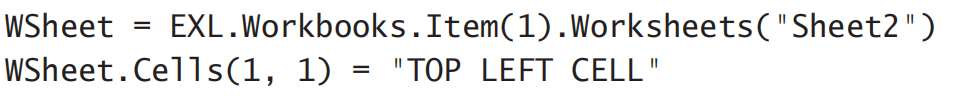 WSheet = EXL.Workbooks.Item(1).Worksheets("Sheet2")
WSheet.Cells(1, 1) = "TOP LEFT CELL"